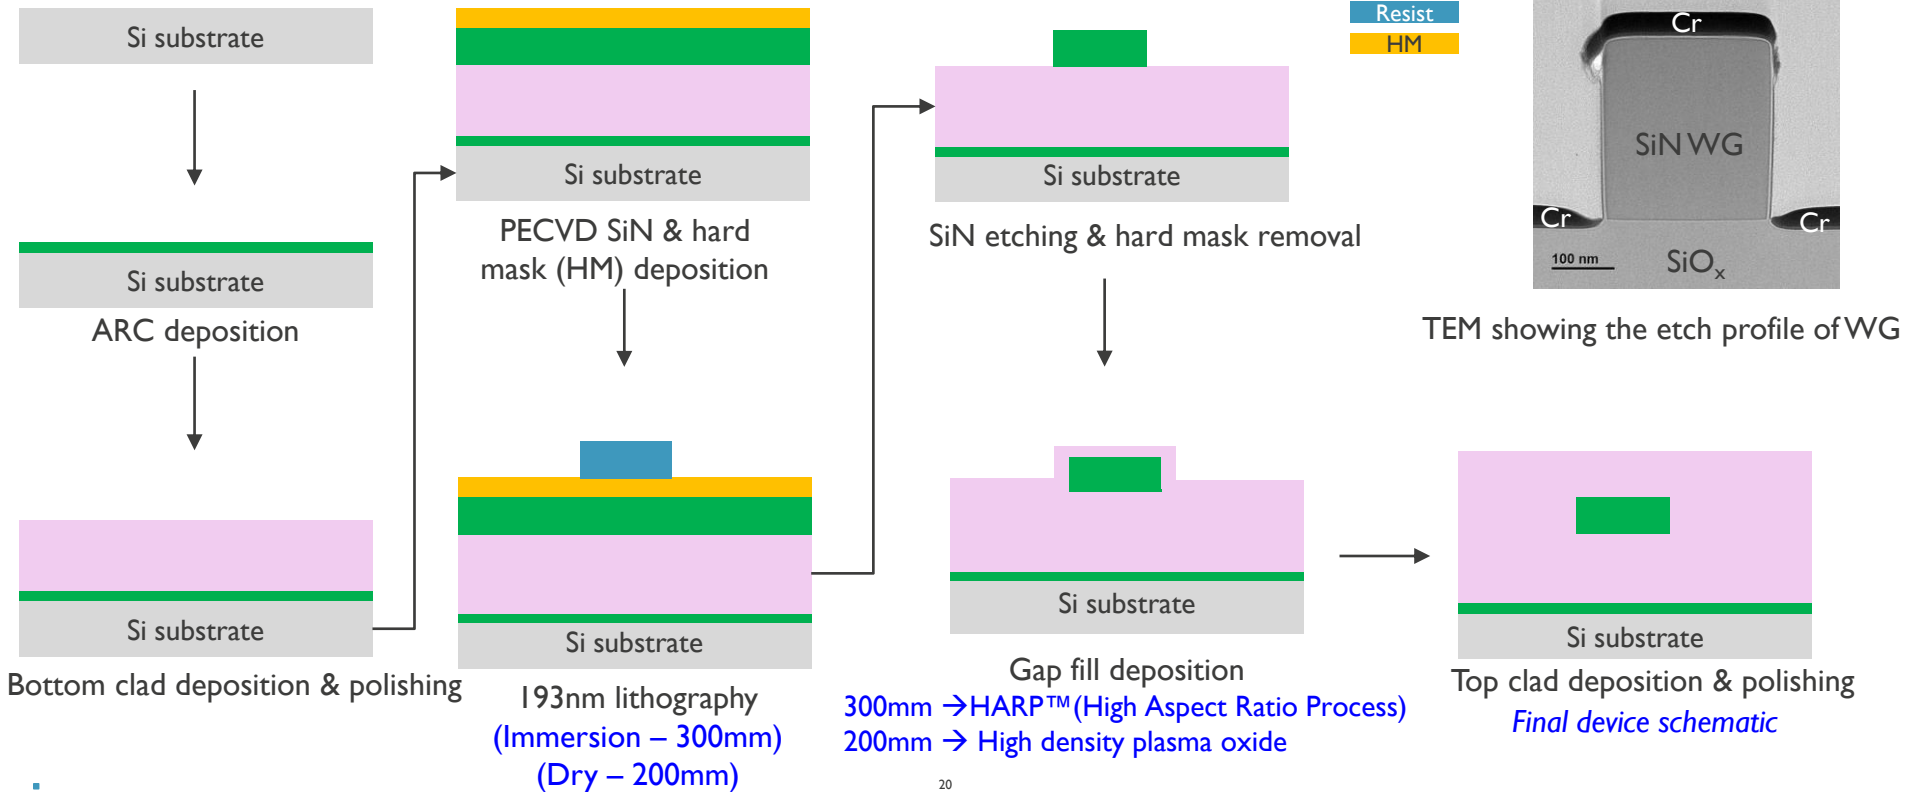 Si substrate
Si substrate
ARC deposition
Si substrate
Bottom clad deposition & polishing
Si substrate
PECVD SiN & hard
mask (HM) deposition
Si substrate
193nm lithography
(Immersion – 300mm)
(Dry – 200mm)
Si substrate
SiN etching & hard mask removal
Si substrate
Gap fill deposition
300mm →HARP™(High Aspect Ratio Process)
200mm → High density plasma oxide
Resist
HM
Cr
SiN WG
Cr
Cr
100 nm
SiOₓ
TEM showing the etch profile of WG
Si substrate
Top clad deposition & polishing
Final device schematic
20